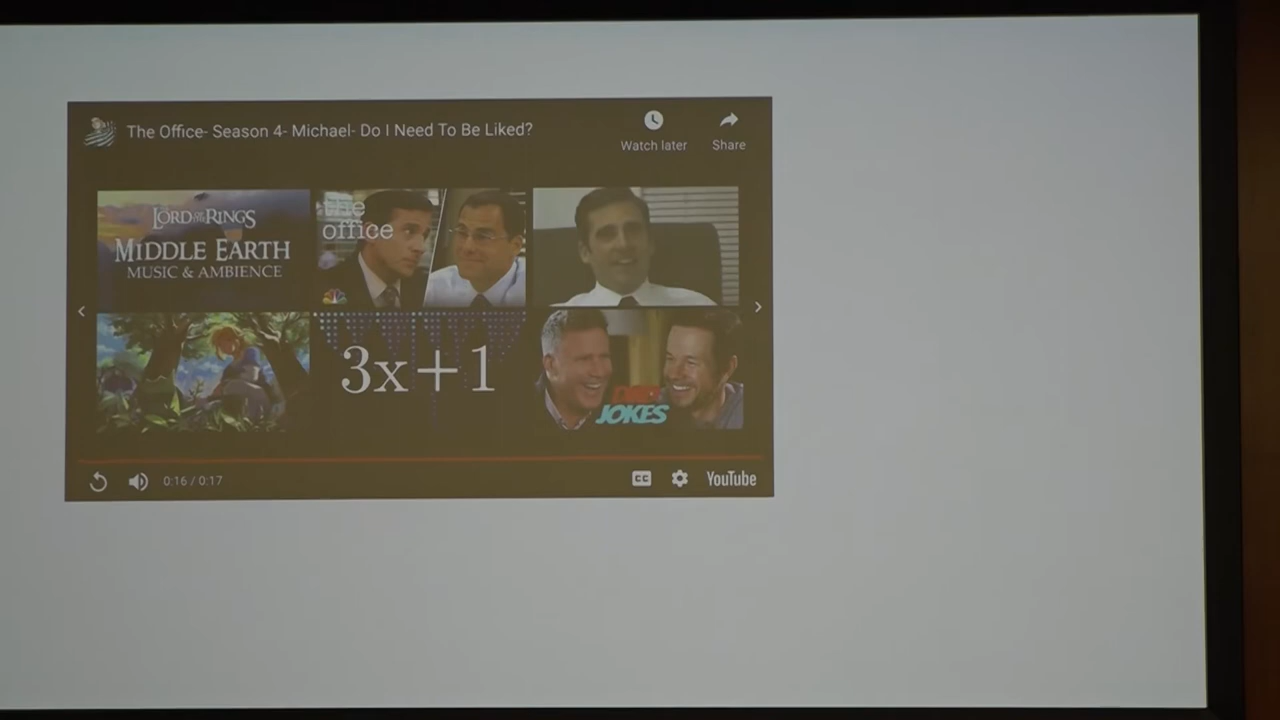 The Office- Season 4- Michael- Do I Need To Be Liked?
Watch later
Share
THE LORD OF THE RINGS
MIDDLE EARTH
MUSIC & AMBIENCE
the
office
3x+1
JOKES
0:16 / 0:17
CC
YouTube